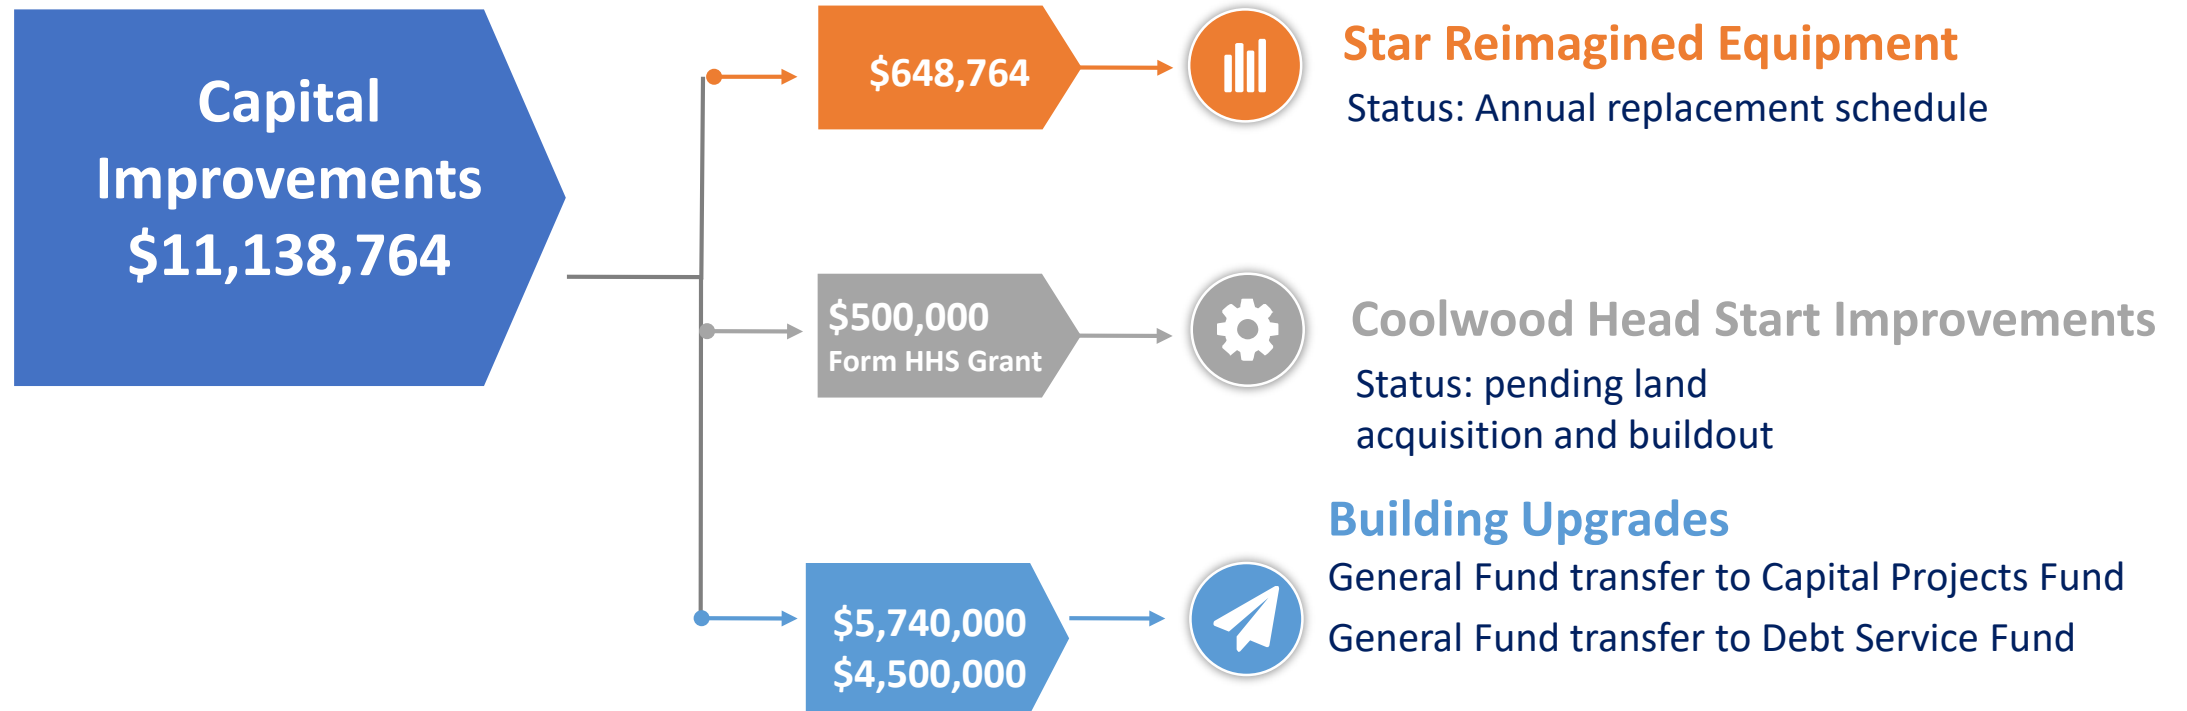 Capital
Improvements
$11,138,764
$648,764
Star Reimagined Equipment
Status: Annual replacement schedule
$500,000
Form HHS Grant
Coolwood Head Start Improvements
Status: pending land
acquisition and buildout
$5,740,000
$4,500,000
Building Upgrades
General Fund transfer to Capital Projects Fund
General Fund transfer to Debt Service Fund